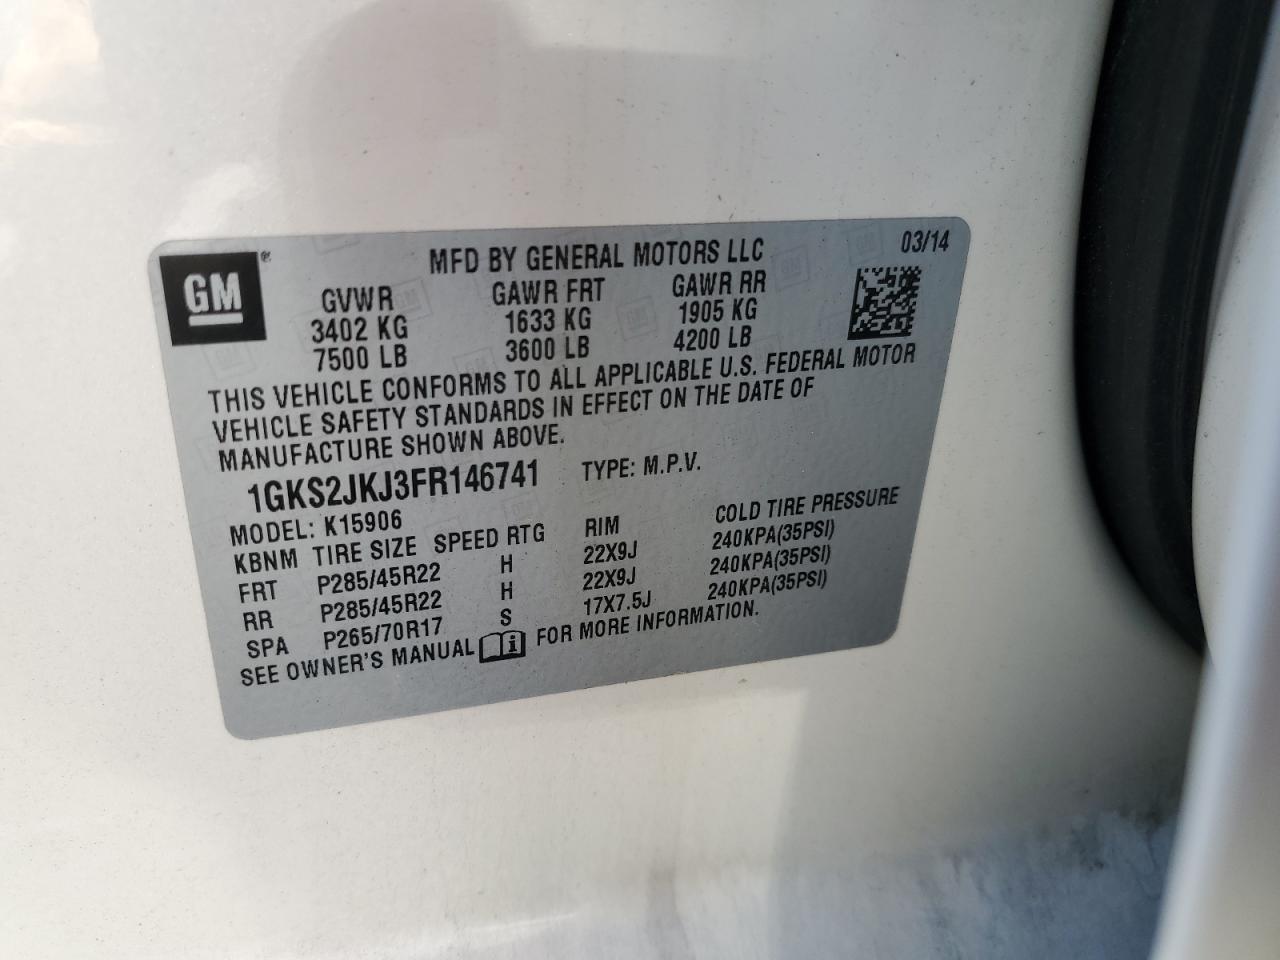 GM®
MFD BY GENERAL MOTORS LLC 03/14
GVWR GAWR FRT GAWR RR
3402 KG 1633 KG 1905 KG
7500 LB 3600 LB 4200 LB
THIS VEHICLE CONFORMS TO ALL APPLICABLE U.S. FEDERAL MOTOR
VEHICLE SAFETY STANDARDS IN EFFECT ON THE DATE OF
MANUFACTURE SHOWN ABOVE.
1GKS2JKJ3FR146741 TYPE: M.P.V.
MODEL: K15906
KBNM TIRE SIZE SPEED RTG RIM COLD TIRE PRESSURE
FRT P285/45R22 H 22X9J 240KPA(35PSI)
RR P285/45R22 H 22X9J 240KPA(35PSI)
SPA P265/70R17 S 17X7.5J 240KPA(35PSI)
SEE OWNER'S MANUAL i FOR MORE INFORMATION.